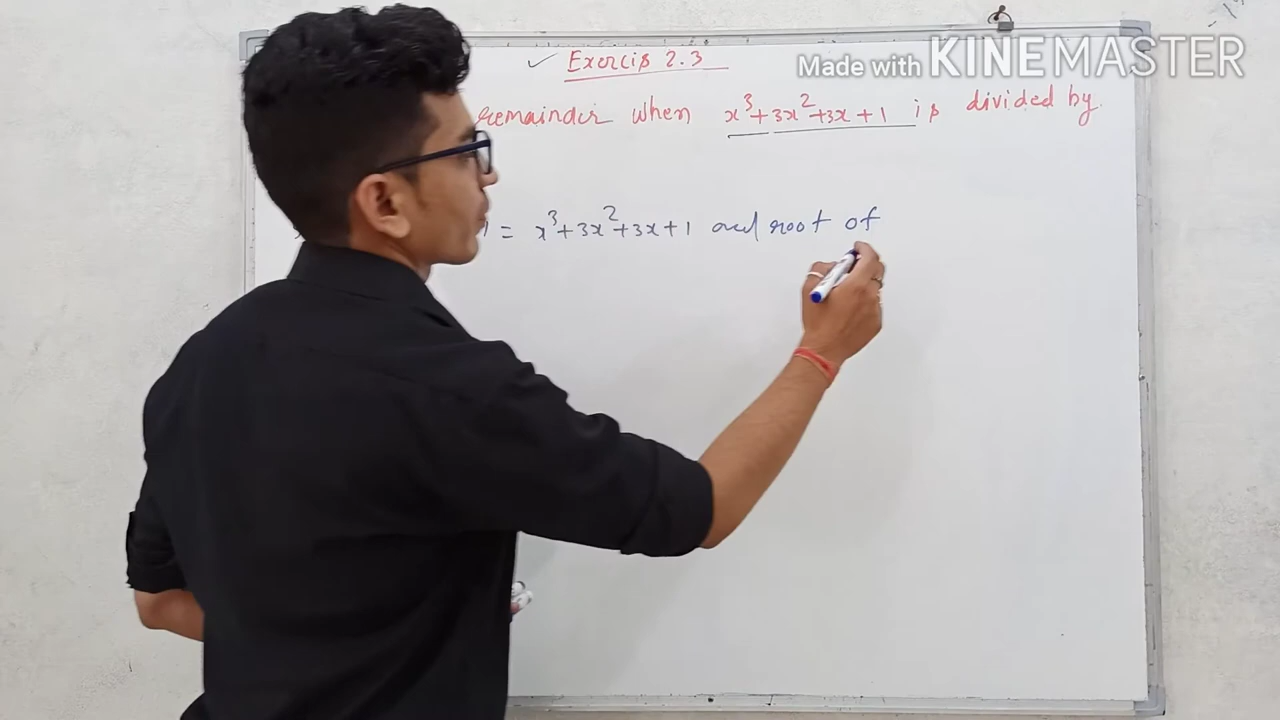 ✓ Exercis 2.3
Made with KINEMASTER
remainder when x³+3x²+3x+1 is divided by
= x³+3x²+3x+1 and root of